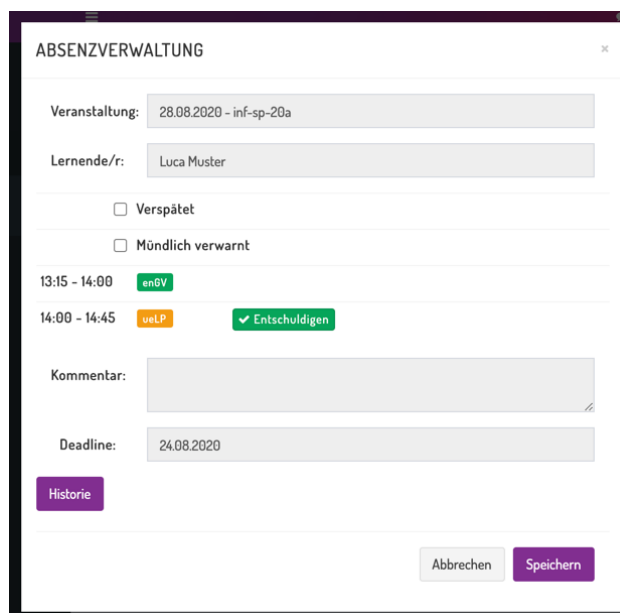 ABSENZVERWALTUNG ×
Veranstaltung: 28.08.2020 - inf-sp-20a
Lernende/r: Luca Muster
Verspätet
Mündlich verwarnt
13:15 - 14:00 enGV
14:00 - 14:45 ueLP ✔ Entschuldigen
Kommentar:
Deadline: 24.08.2020
Historie
Abbrechen Speichern